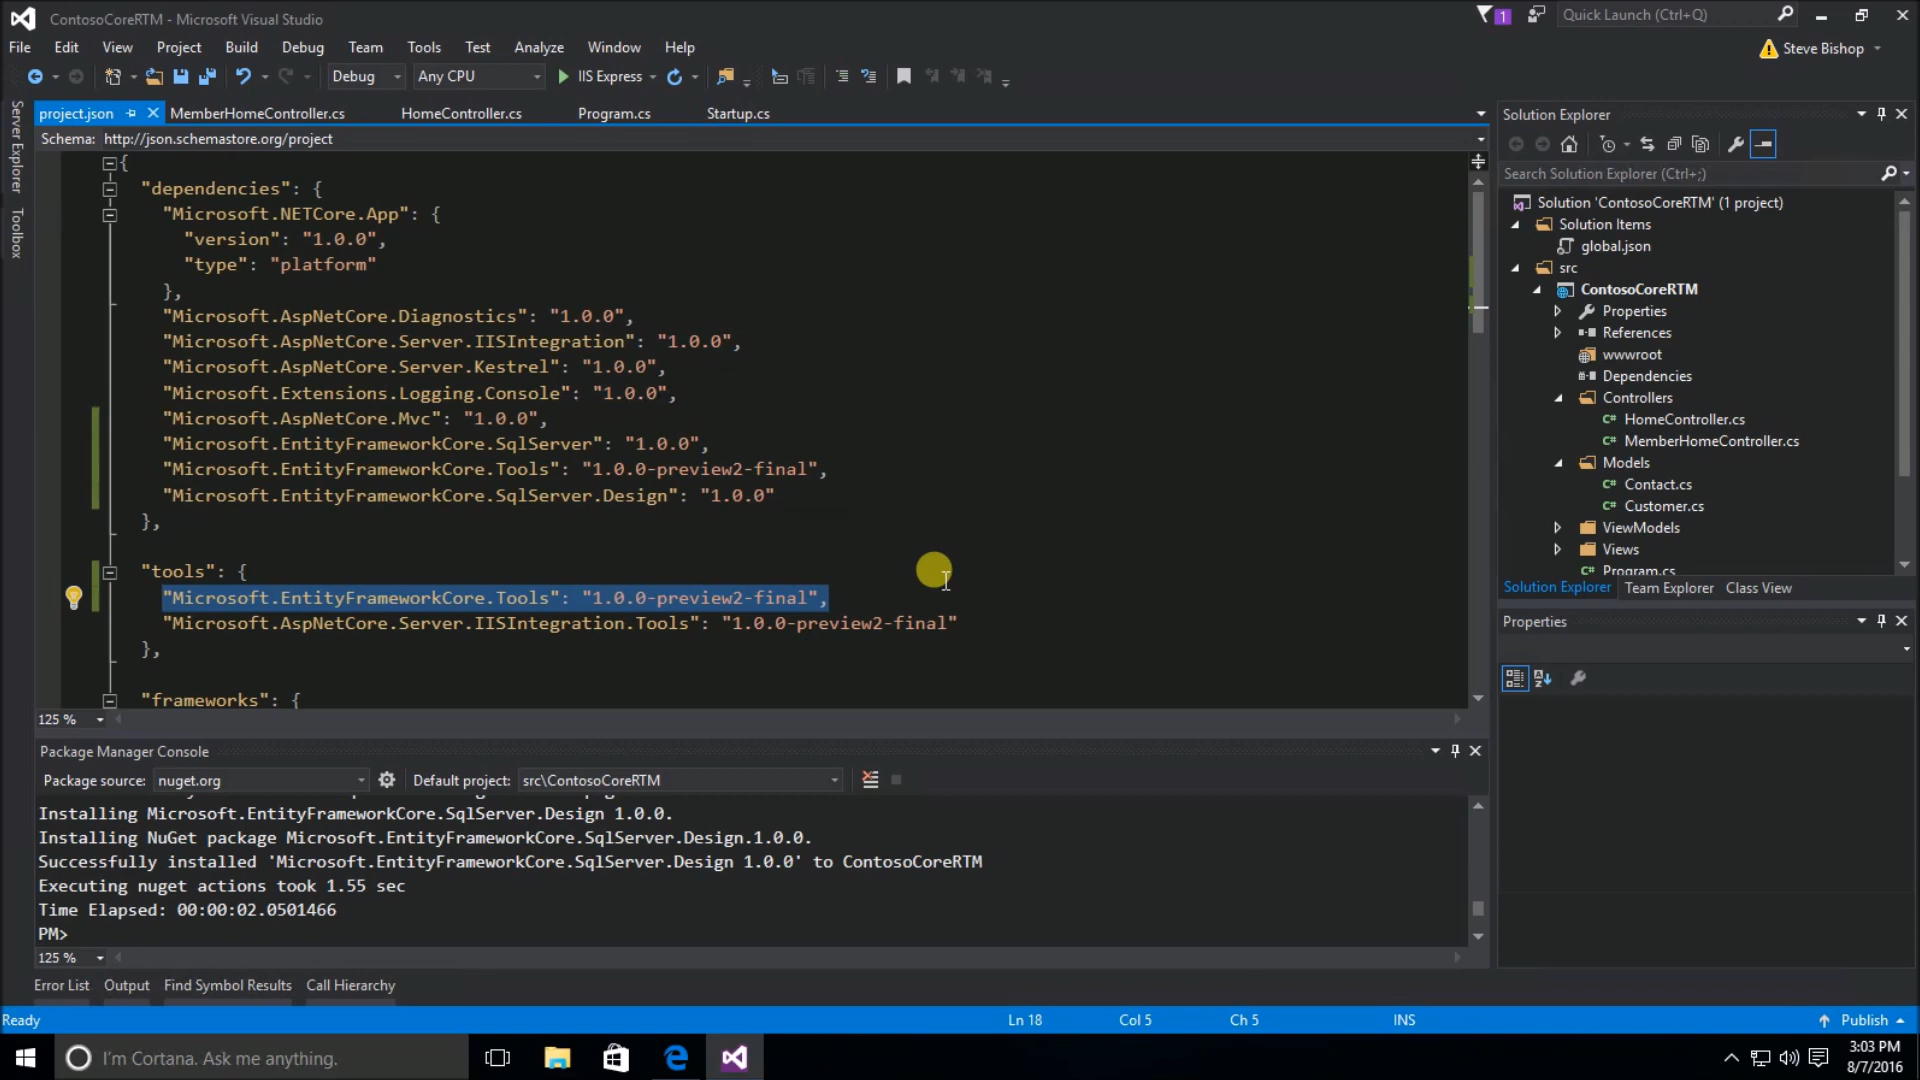 ContosoCoreRTM - Microsoft Visual Studio
1
Quick Launch (Ctrl+Q)
File Edit View Project Build Debug Team Tools Test Analyze Window Help
Steve Bishop
Debug Any CPU IIS Express
project.json MemberHomeController.cs HomeController.cs Program.cs Startup.cs
Schema: http://json.schemastore.org/project
Server Explorer
Toolbox
{
"dependencies": {
"Microsoft.NETCore.App": {
"version": "1.0.0",
"type": "platform"
},
"Microsoft.AspNetCore.Diagnostics": "1.0.0",
"Microsoft.AspNetCore.Server.IISIntegration": "1.0.0",
"Microsoft.AspNetCore.Server.Kestrel": "1.0.0",
"Microsoft.Extensions.Logging.Console": "1.0.0",
"Microsoft.AspNetCore.Mvc": "1.0.0",
"Microsoft.EntityFrameworkCore.SqlServer": "1.0.0",
"Microsoft.EntityFrameworkCore.Tools": "1.0.0-preview2-final",
"Microsoft.EntityFrameworkCore.SqlServer.Design": "1.0.0"
},
"tools": {
"Microsoft.EntityFrameworkCore.Tools": "1.0.0-preview2-final",
"Microsoft.AspNetCore.Server.IISIntegration.Tools": "1.0.0-preview2-final"
},
"frameworks": {
125 %
Package Manager Console
Package source: nuget.org Default project: src\ContosoCoreRTM
Installing Microsoft.EntityFrameworkCore.SqlServer.Design 1.0.0.
Installing NuGet package Microsoft.EntityFrameworkCore.SqlServer.Design.1.0.0.
Successfully installed 'Microsoft.EntityFrameworkCore.SqlServer.Design 1.0.0' to ContosoCoreRTM
Executing nuget actions took 1.55 sec
Time Elapsed: 00:00:02.0501466
PM>
125 %
Error List Output Find Symbol Results Call Hierarchy
Solution Explorer
Search Solution Explorer (Ctrl+;)
Solution 'ContosoCoreRTM' (1 project)
Solution Items
global.json
src
ContosoCoreRTM
Properties
References
wwwroot
Dependencies
Controllers
HomeController.cs
MemberHomeController.cs
Models
Contact.cs
Customer.cs
ViewModels
Views
Program.cs
Solution Explorer Team Explorer Class View
Properties
Ready Ln 18 Col 5 Ch 5 INS Publish
I'm Cortana. Ask me anything.
3:03 PM
8/7/2016